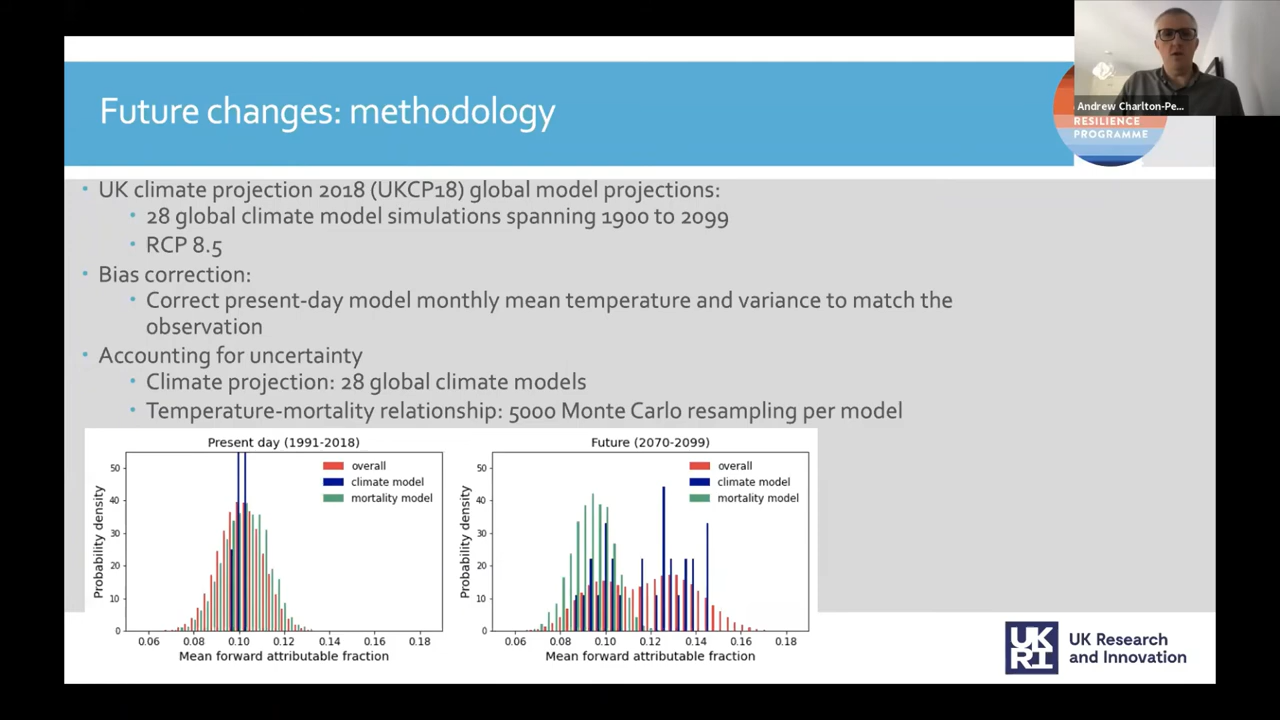 Future changes: methodology
Andrew Charlton-Pe...
RESILIENCE
PROGRAMME
• UK climate projection 2018 (UKCP18) global model projections:
• 28 global climate model simulations spanning 1900 to 2099
• RCP 8.5
• Bias correction:
• Correct present-day model monthly mean temperature and variance to match the
observation
• Accounting for uncertainty
• Climate projection: 28 global climate models
• Temperature-mortality relationship: 5000 Monte Carlo resampling per model
Present day (1991-2018)
overall
climate model
mortality model
Probability density
50
40
30
20
10
0
0.06 0.08 0.10 0.12 0.14 0.16 0.18
Mean forward attributable fraction
Future (2070-2099)
overall
climate model
mortality model
Probability density
50
40
30
20
10
0
0.06 0.08 0.10 0.12 0.14 0.16 0.18
Mean forward attributable fraction
UK
RI
UK Research
and Innovation